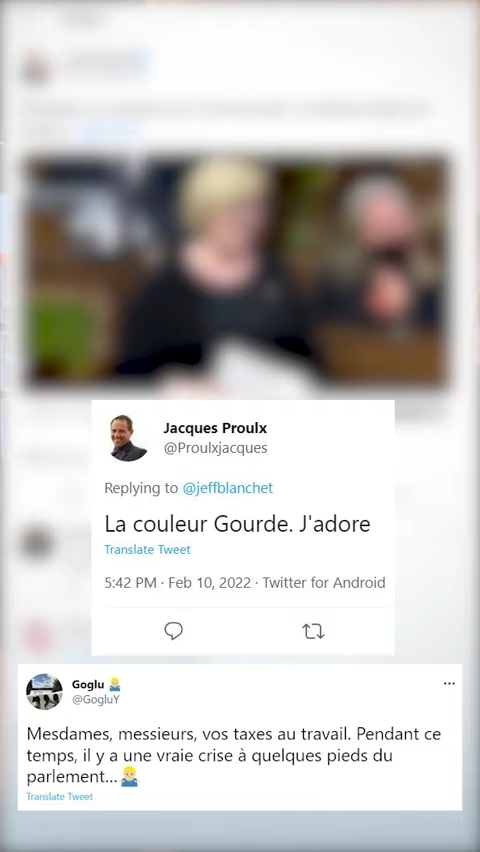 Jacques Proulx
@Proulxjacques
Replying to @jeffblanchet
La couleur Gourde. J'adore
Translate Tweet
5:42 PM · Feb 10, 2022 · Twitter for Android
Goglu 🤷🏼‍♂️
@GogluY
Mesdames, messieurs, vos taxes au travail. Pendant ce
temps, il y a une vraie crise à quelques pieds du
parlement...🤷🏼‍♂️
Translate Tweet